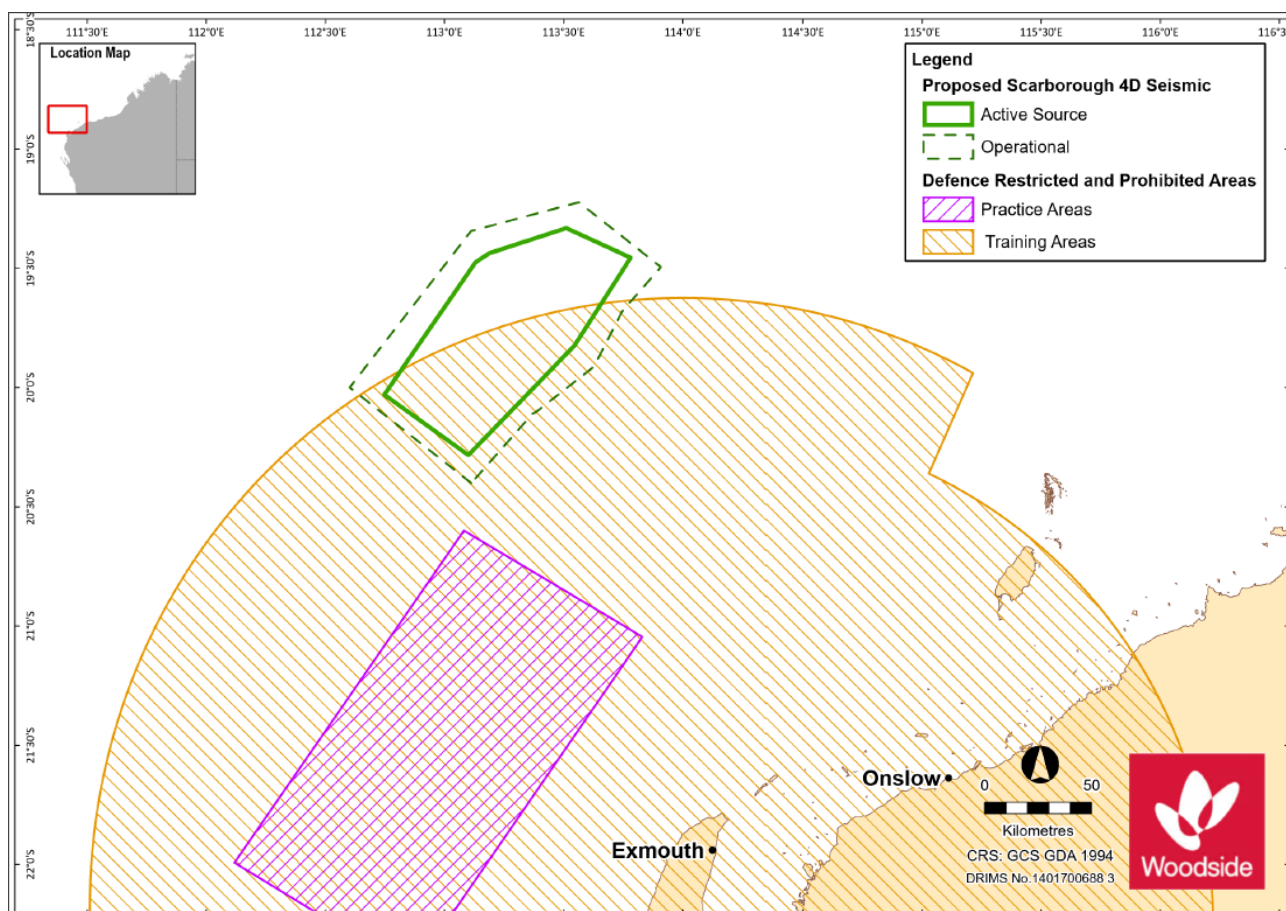 111°30'E 112°0'E 112°30'E 113°0'E 113°30'E 114°0'E 114°30'E 115°0'E 115°30'E 116°0'E
18°30'S
19°0'S
19°30'S
20°0'S
20°30'S
21°0'S
21°30'S
22°0'S
Location Map
Legend
Proposed Scarborough 4D Seismic
Active Source
Operational
Defence Restricted and Prohibited Areas
Practice Areas
Training Areas
Onslow
Exmouth
0 50
Kilometres
CRS: GCS GDA 1994
DRIMS No.1401700688 3
Woodside